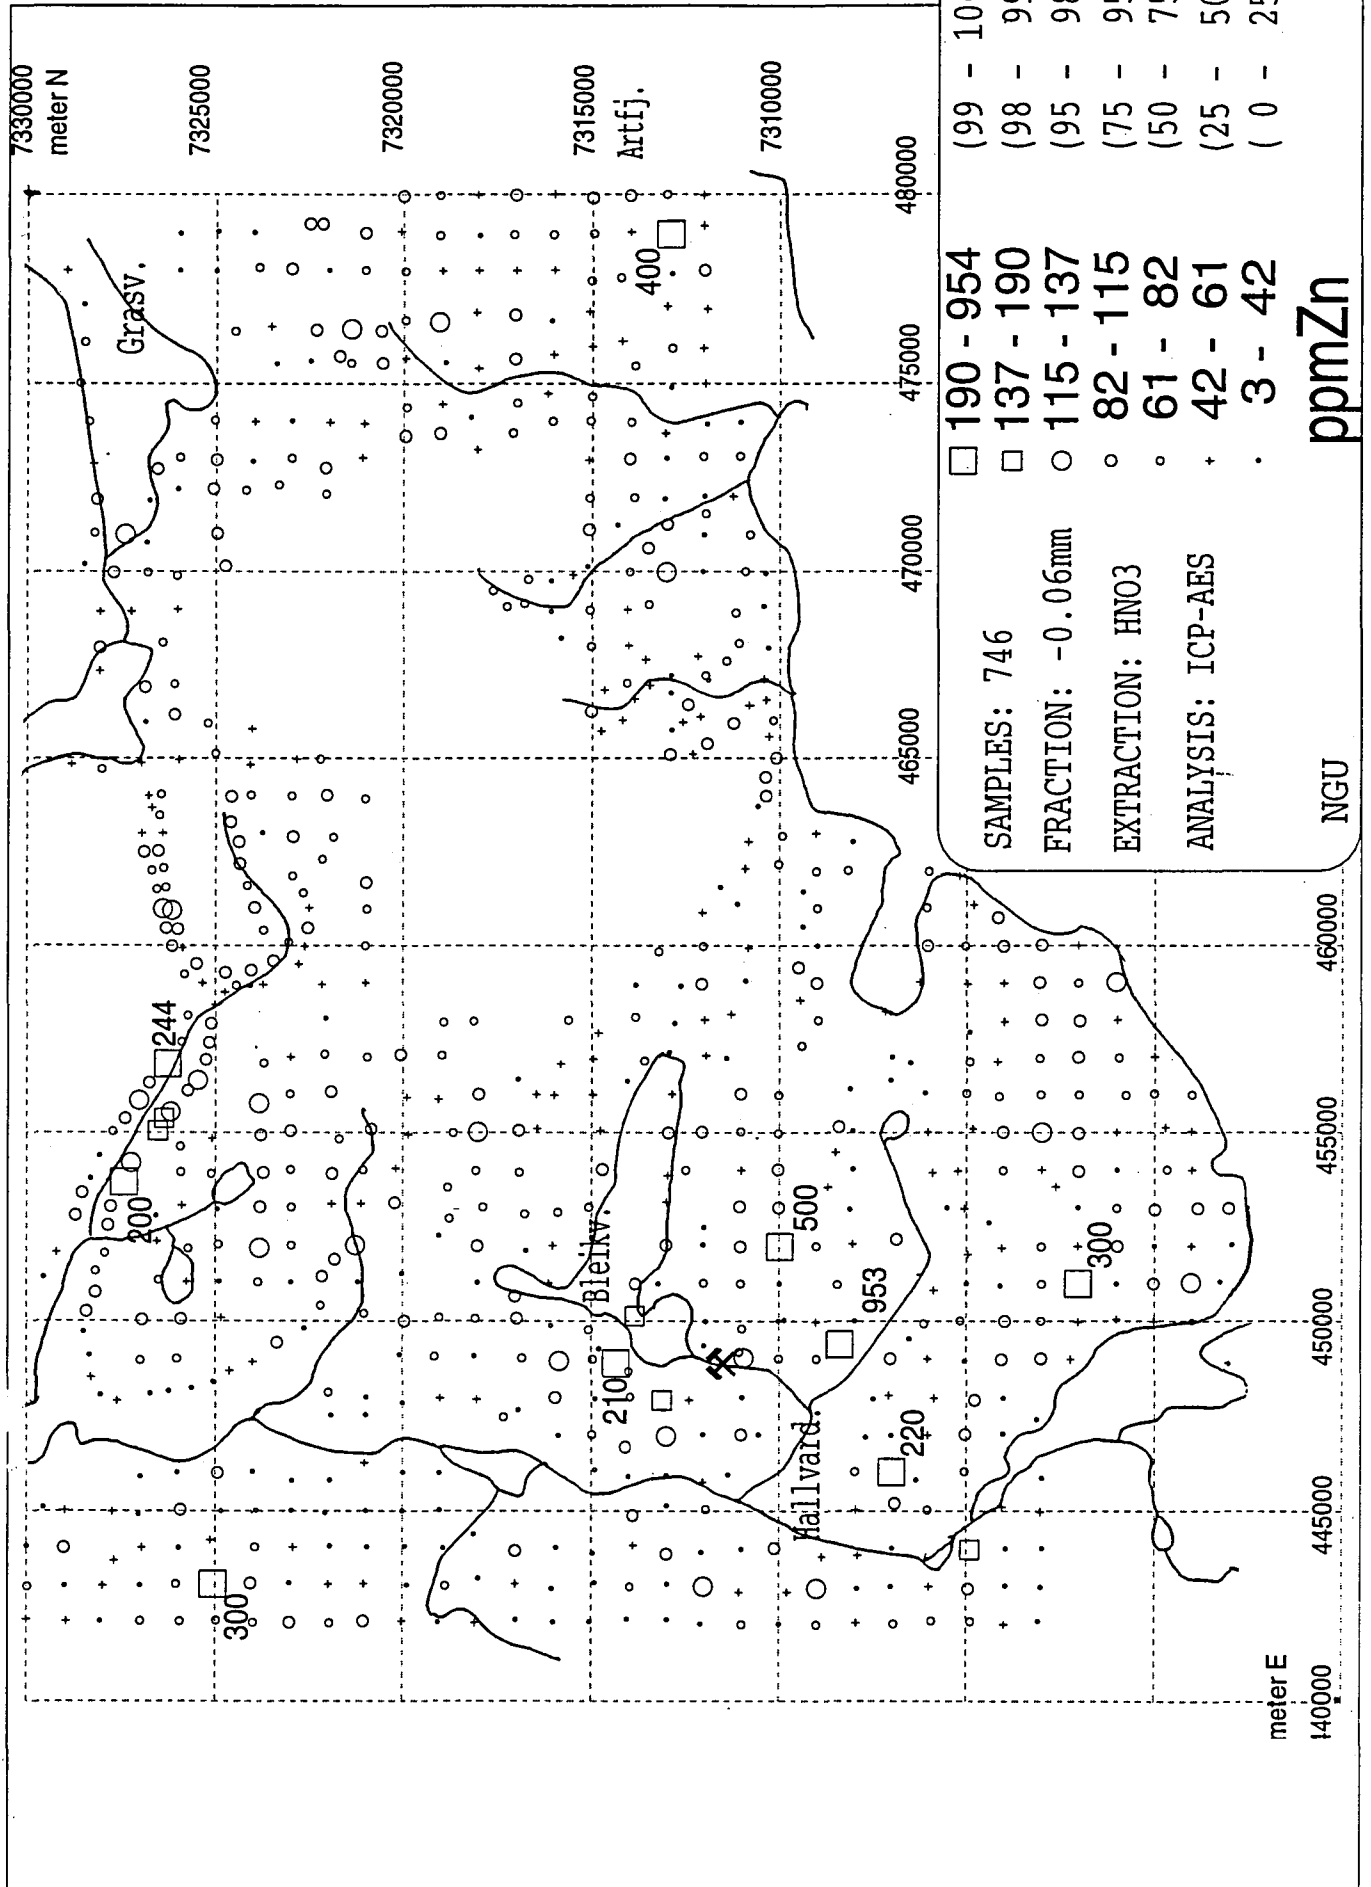 7330000
meter N
7325000
7320000
7315000
7310000
Artfj.
480000
475000
470000
465000
460000
455000
450000
445000
meter E
Grasv.
Bleikv.
Hallvard.
400
244
200
300
210
500
953
220
300
SAMPLES: 746
FRACTION: -0.06mm
EXTRACTION: HNO3
ANALYSIS: ICP-AES
NGU
190 - 954 (99 -
137 - 190 (98 -
115 - 137 (95 -
82 - 115 (75 -
61 - 82 (50 -
42 - 61 (25 -
3 - 42 ( 0 -
ppmZn